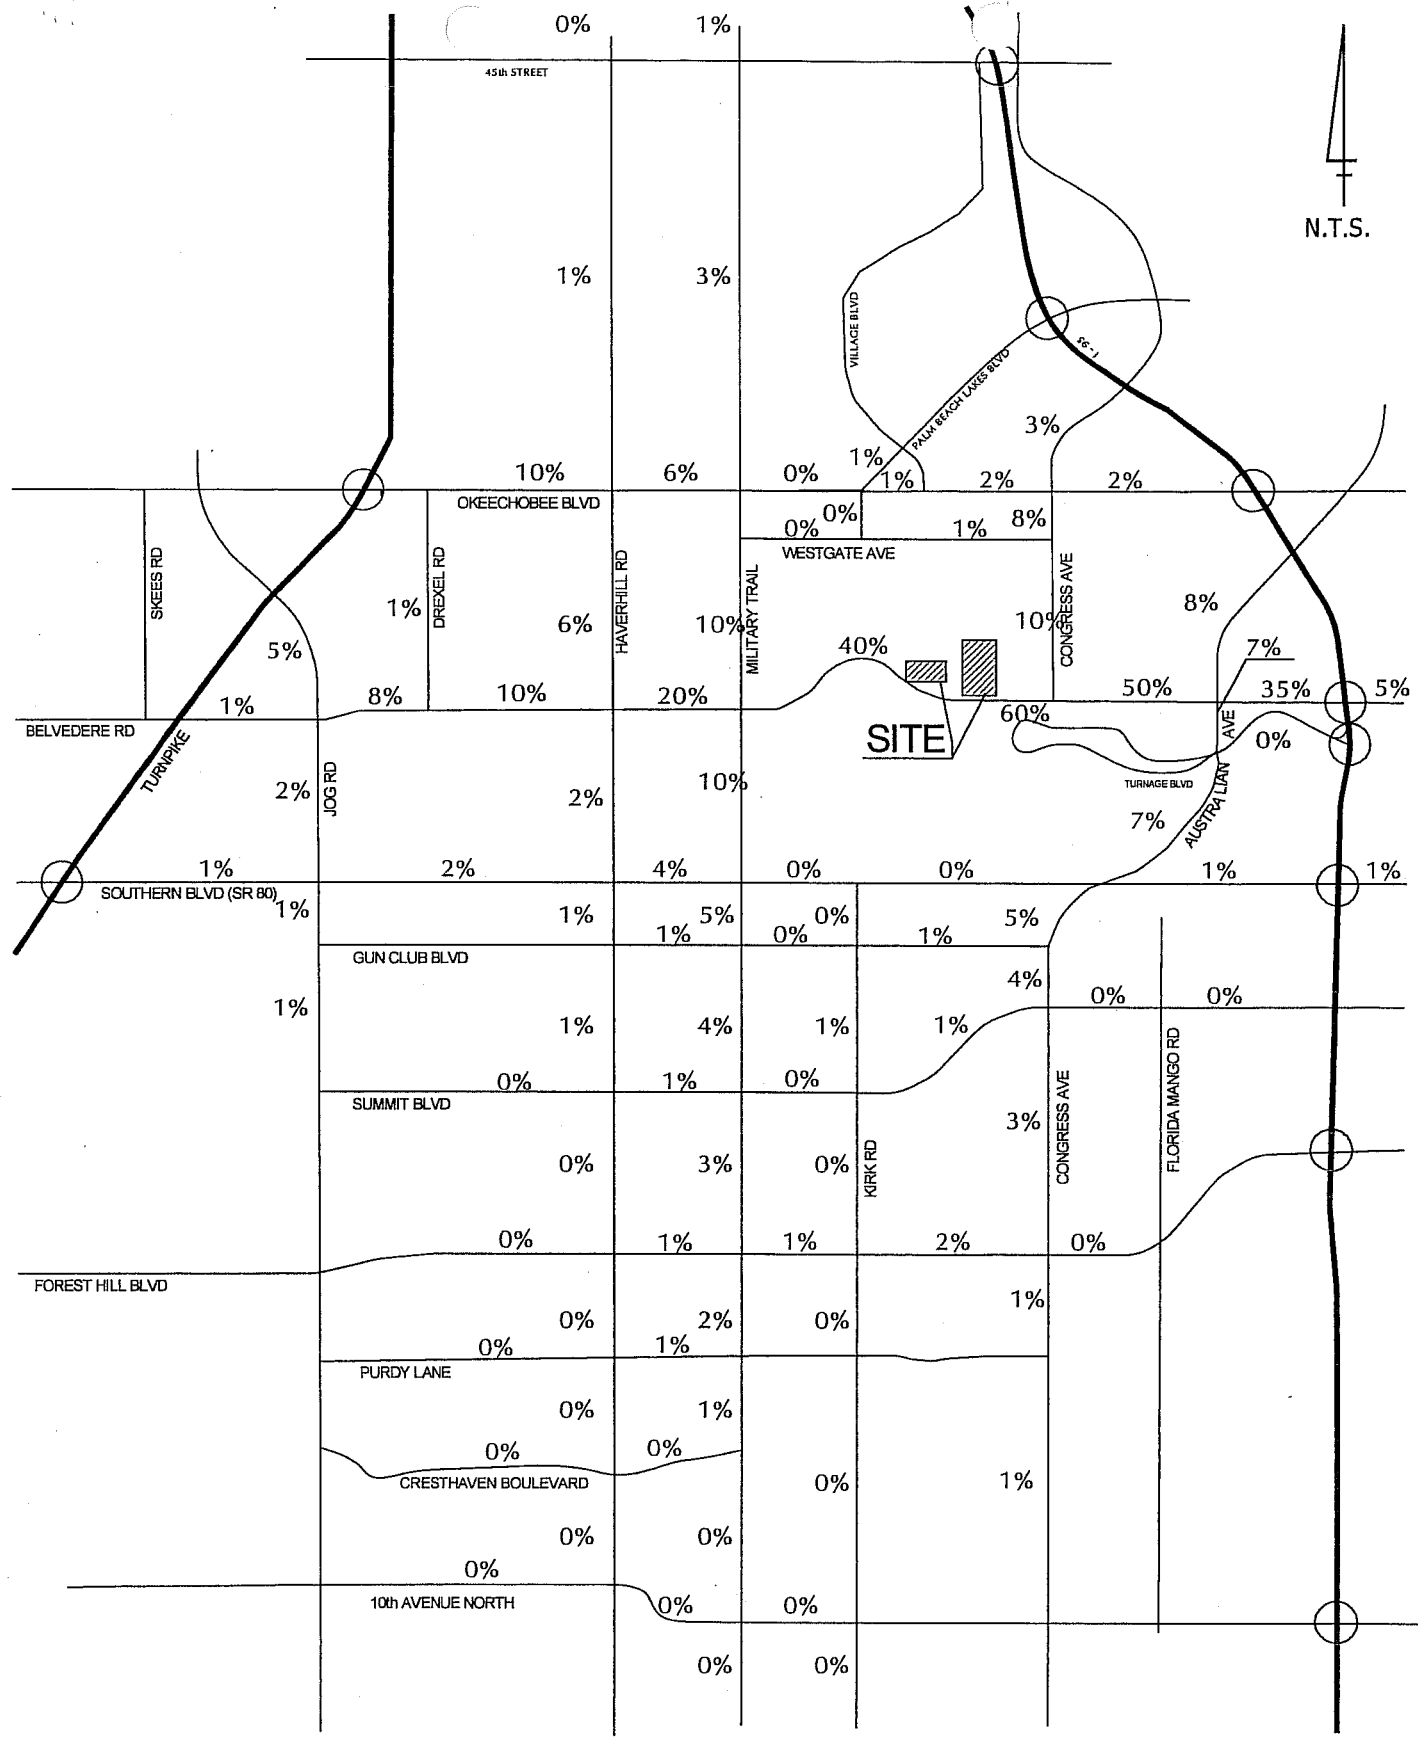 0% 1%
45th STREET
N.T.S.
1% 3%
VILLAGE BLVD
PALM BEACH LAKES BLVD
I-95
3%
10% 6% 0% 1% 1% 2% 2%
OKEECHOBEE BLVD
0% 0% 1% 8%
WESTGATE AVE
SKEES RD
DREXEL RD
HAVERHILL RD
MILITARY TRAIL
CONGRESS AVE
1% 6% 10% 10% 8%
5% 40% 7%
1% 8% 10% 20% 60% 50% 35% 5%
BELVEDERE RD
SITE
TURNPIKE
JOG RD
AUSTRALIAN AVE
0%
TURNAGE BLVD
2% 2% 10% 7%
1% 2% 4% 0% 0% 1% 1%
SOUTHERN BLVD (SR 80)
1% 1% 5% 0% 5%
1% 0% 1%
GUN CLUB BLVD
4%
0% 0%
1% 1% 4% 1% 1%
0% 1% 0%
SUMMIT BLVD
KIRK RD
CONGRESS AVE
FLORIDA MANGO RD
3%
0% 3% 0%
0% 1% 1% 2% 0%
FOREST HILL BLVD
1%
0% 2% 0%
0% 1%
PURDY LANE
0% 1%
0% 0%
CRESTHAVEN BOULEVARD
0% 1%
0% 0%
0%
10th AVENUE NORTH
0% 0%
0% 0%